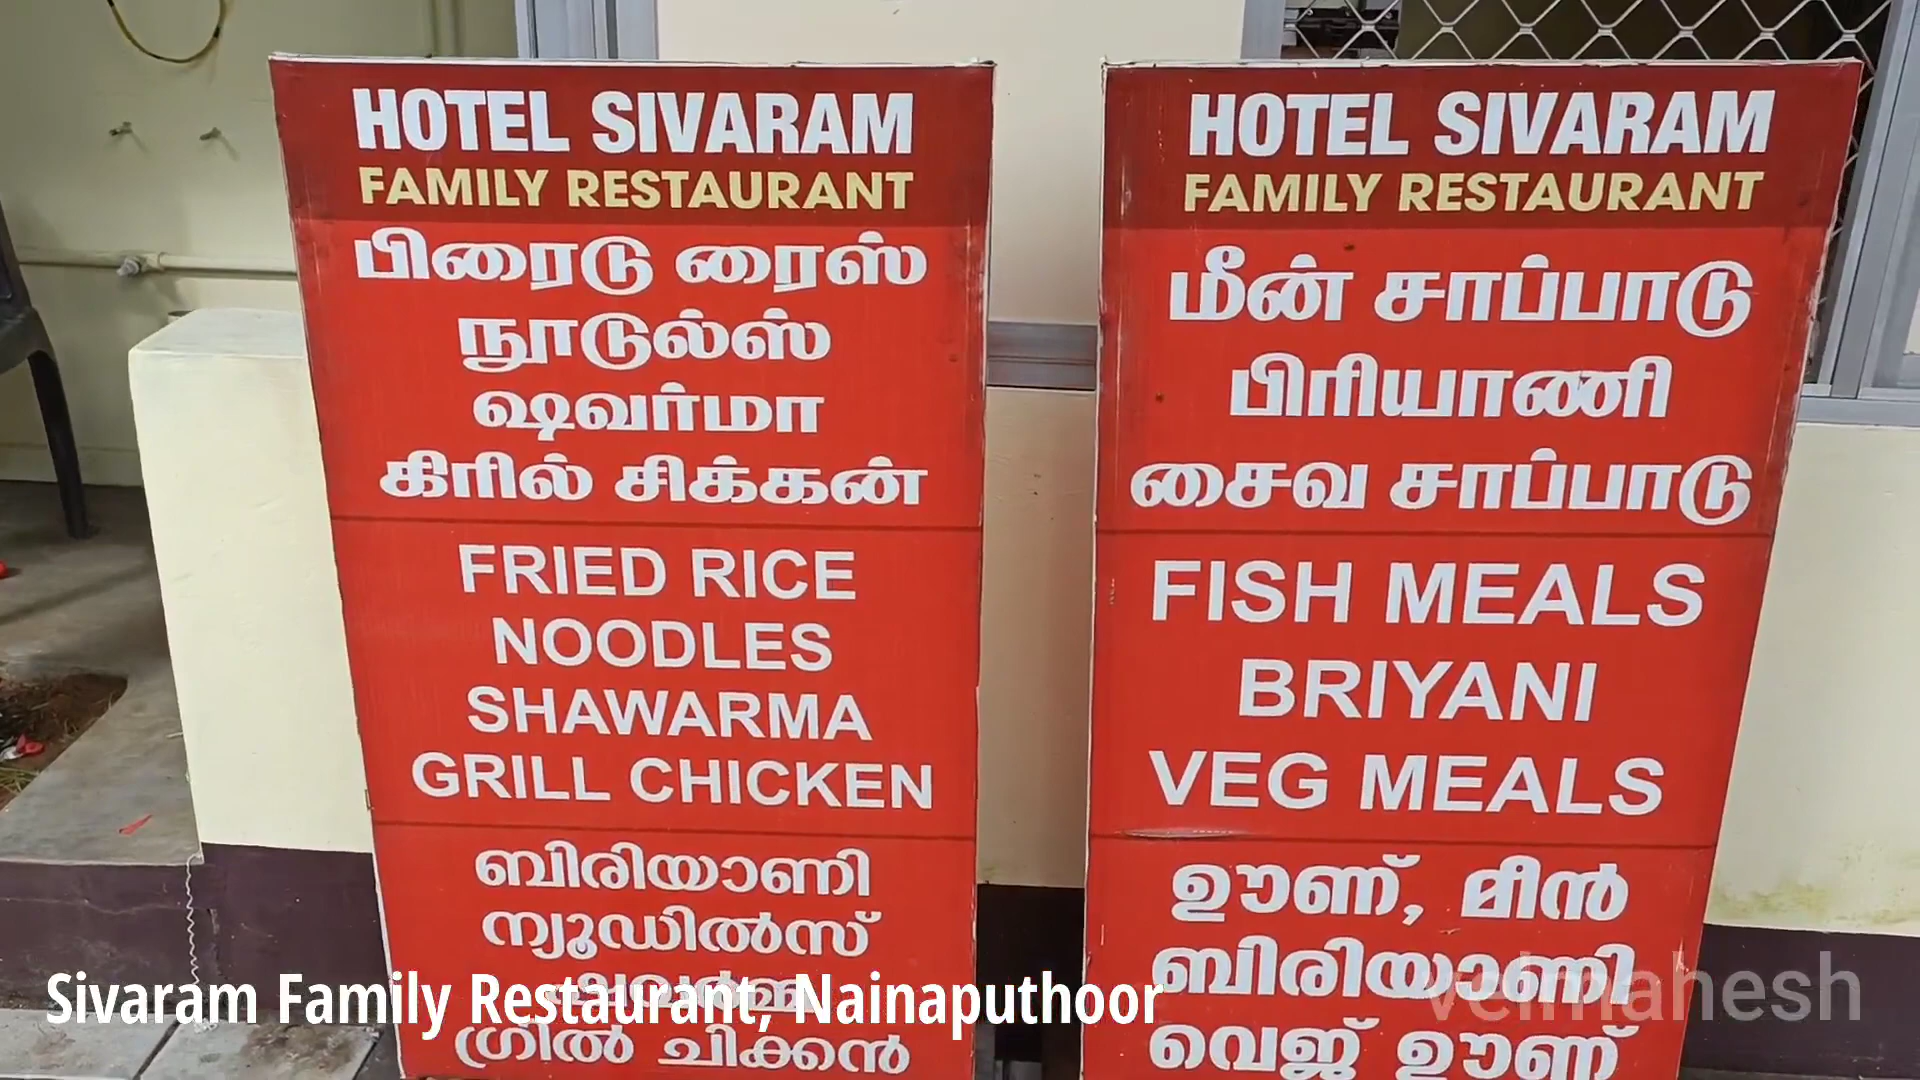 HOTEL SIVARAM
FAMILY RESTAURANT
பிரைடு ரைஸ்
நூடுல்ஸ்
ஷவர்மா
கிரில் சிக்கன்
FRIED RICE
NOODLES
SHAWARMA
GRILL CHICKEN
ബിരിയാണി
ന്യൂഡിൽസ്
ഗ്രിൽ ചിക്കൻ
HOTEL SIVARAM
FAMILY RESTAURANT
மீன் சாப்பாடு
பிரியாணி
சைவ சாப்பாடு
FISH MEALS
BRIYANI
VEG MEALS
ഊണ്, മീൻ
ബിരിയാണി
വെജ് ഊണ്
Sivaram Family Restaurant, Nainaputhoor
velmahesh